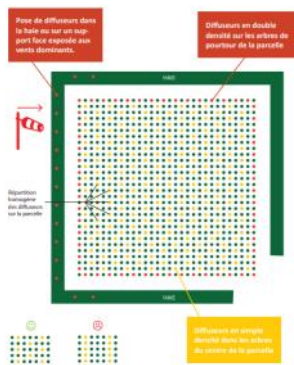 Pose de diffuseurs dans
la haie ou sur un sup-
port face exposée aux
vents dominants.
Diffuseurs en double
densité sur les arbres de
pourtour de la parcelle
HAIE
Répartition
homogène
des diffuseurs
sur la parcelle
HAIE
Diffuseurs en simple
densité dans les arbres
du centre de la parcelle